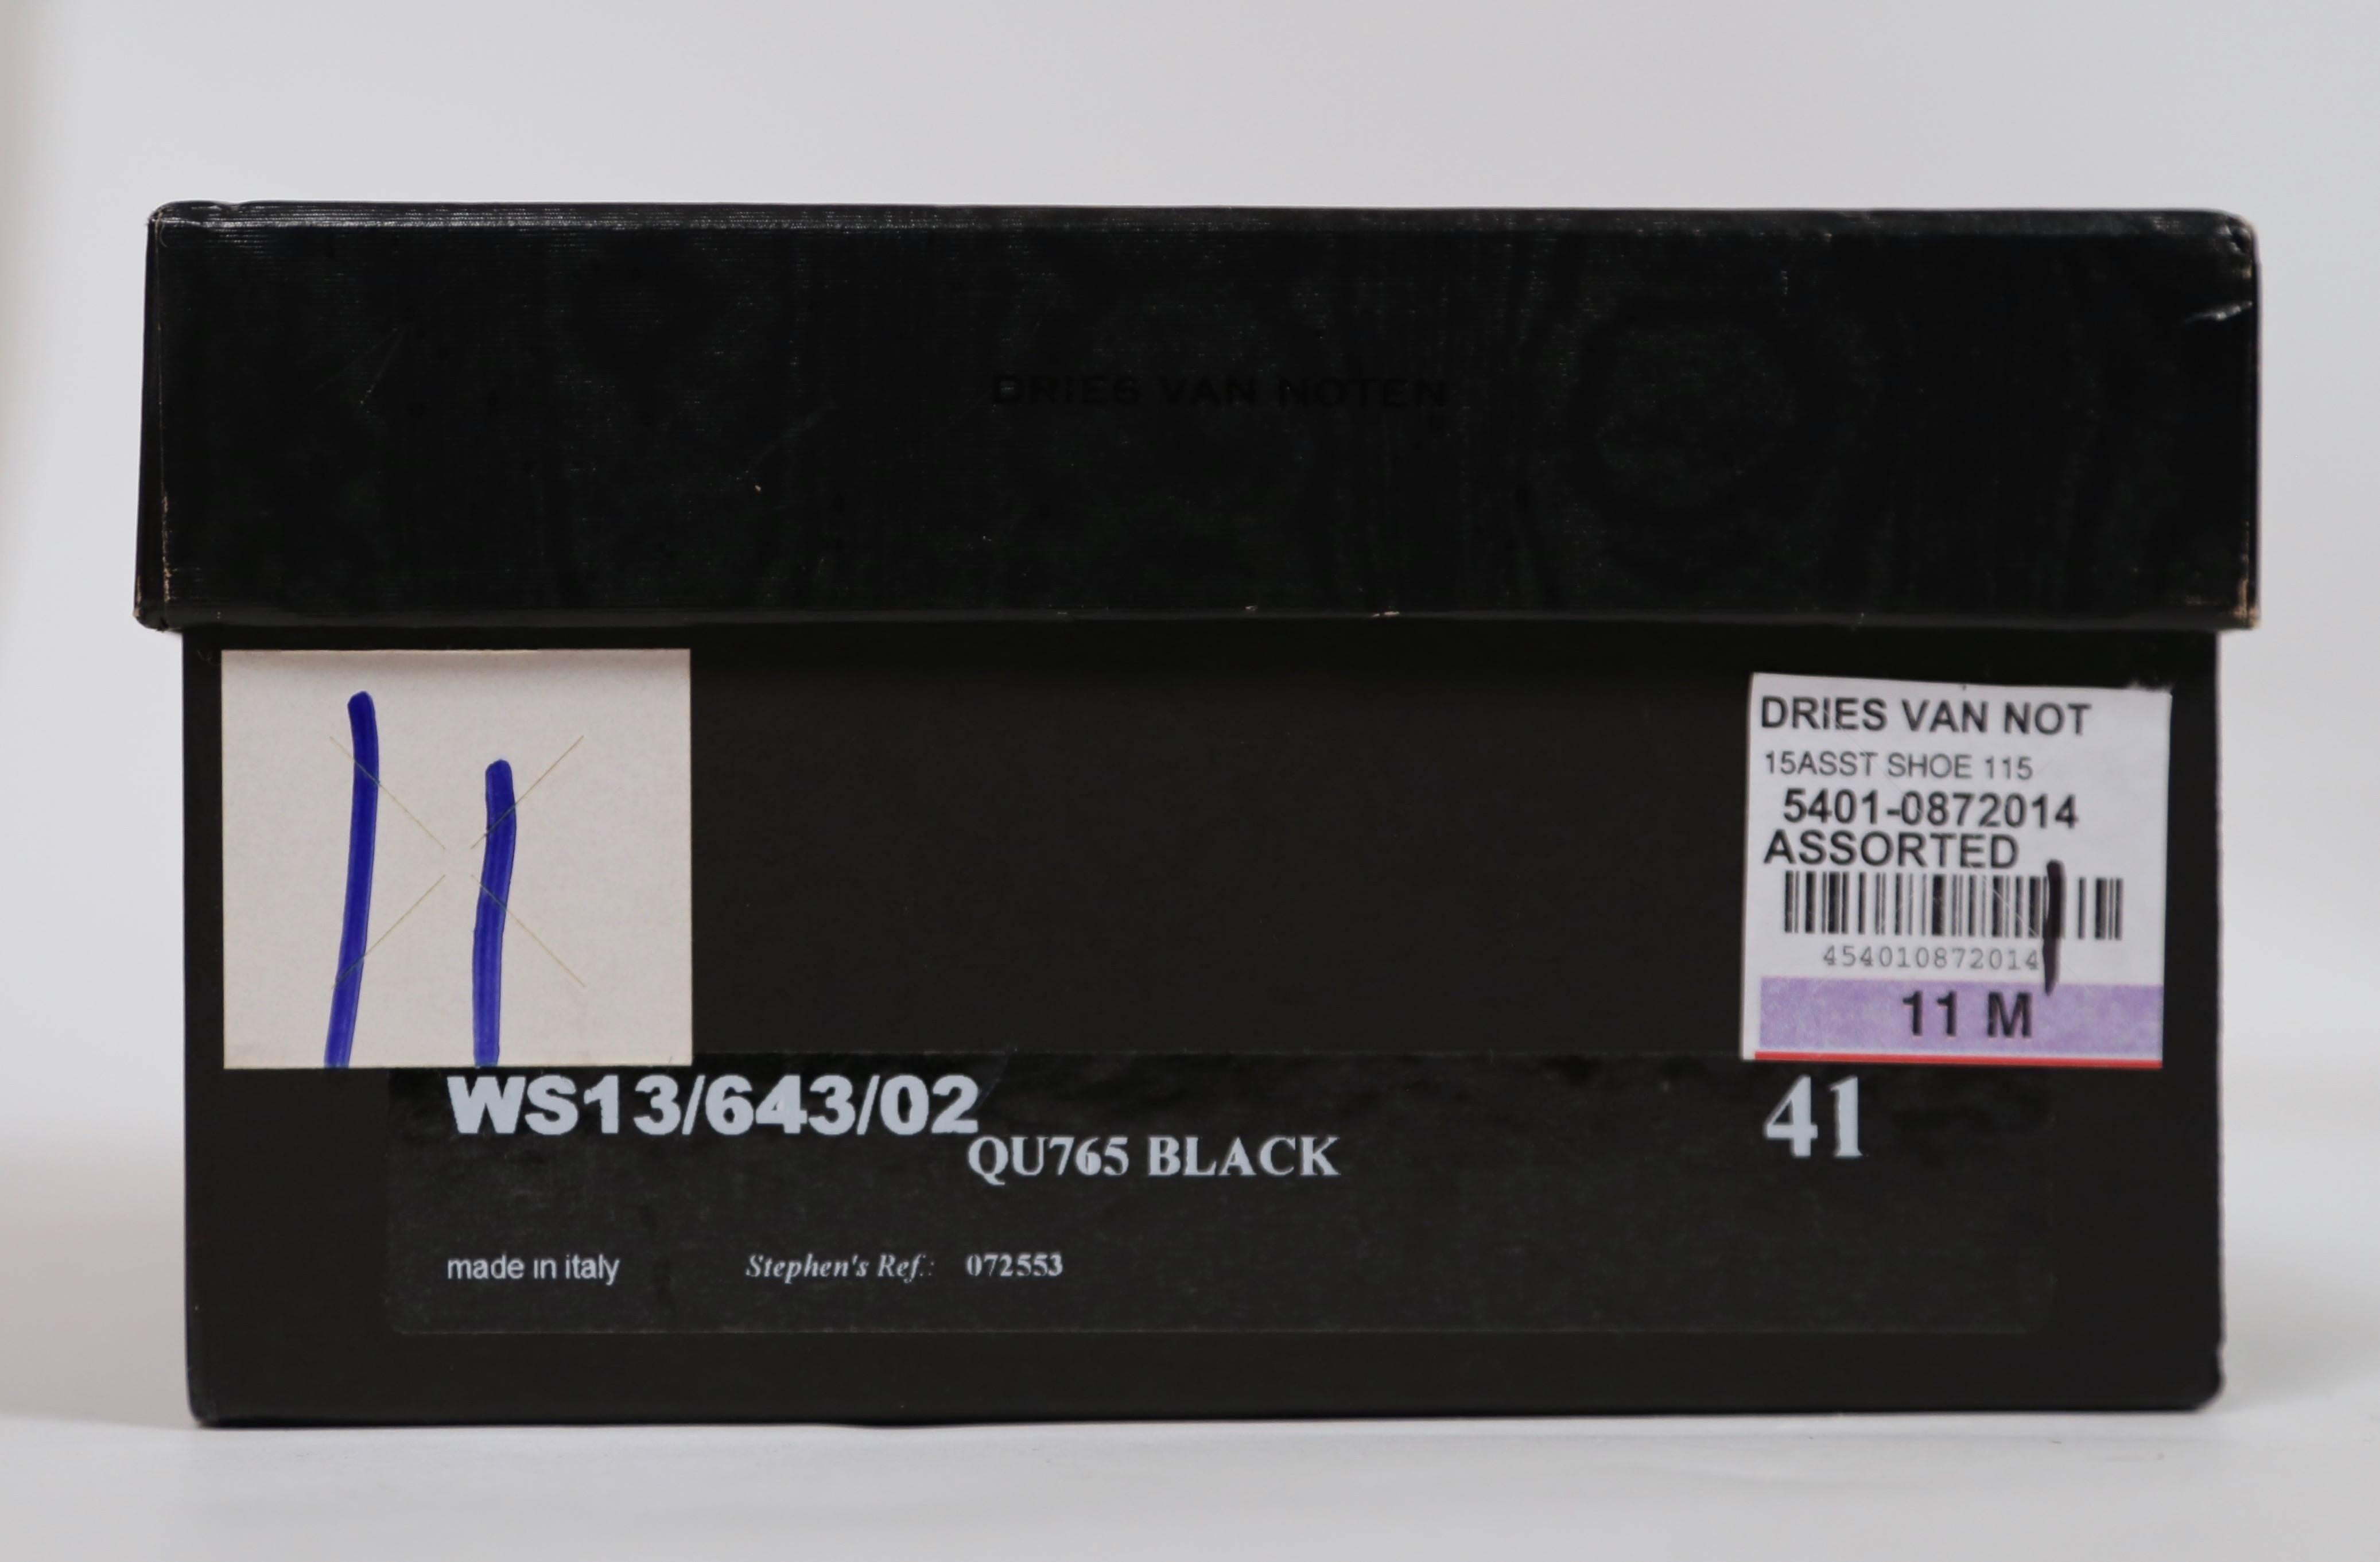 DRIES VAN NOTEN
11
DRIES VAN NOT
15ASST SHOE 115
5401-0872014
ASSORTED
454010872014
11 M
WS13/643/02
41
QU765 BLACK
made in italy Stephen's Ref.: 072553